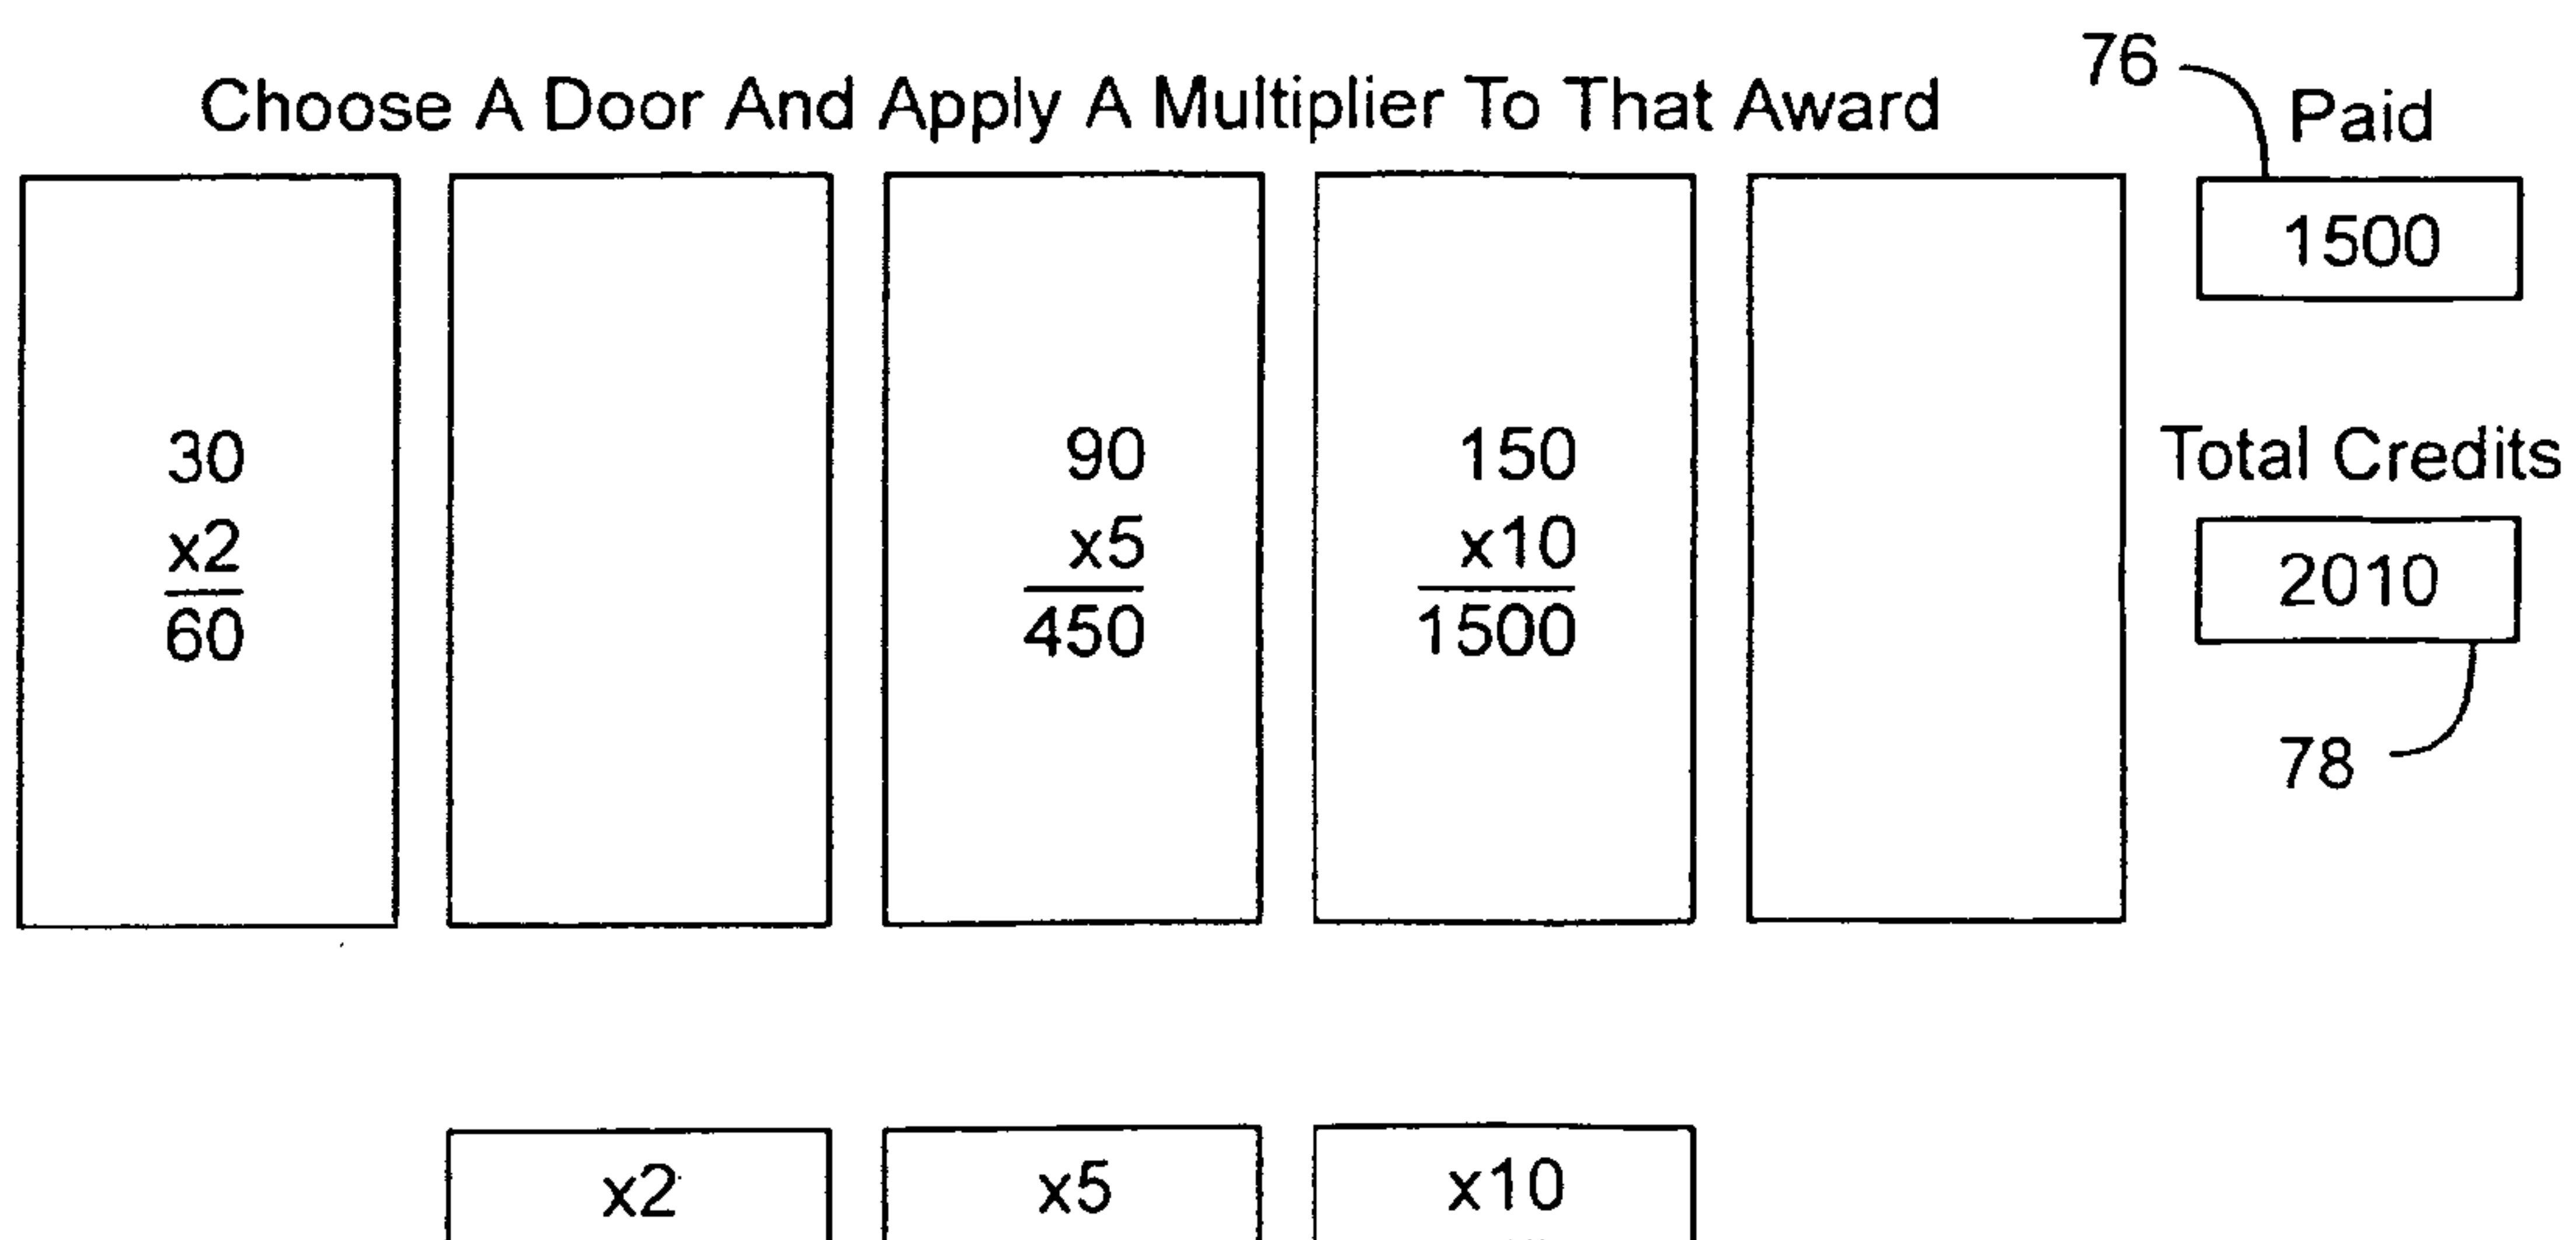 76
Choose A Door And Apply A Multiplier To That Award
Paid
1500
30
x2
60
90
x5
450
150
x10
1500
Total Credits
2010
78
x2
x5
x10